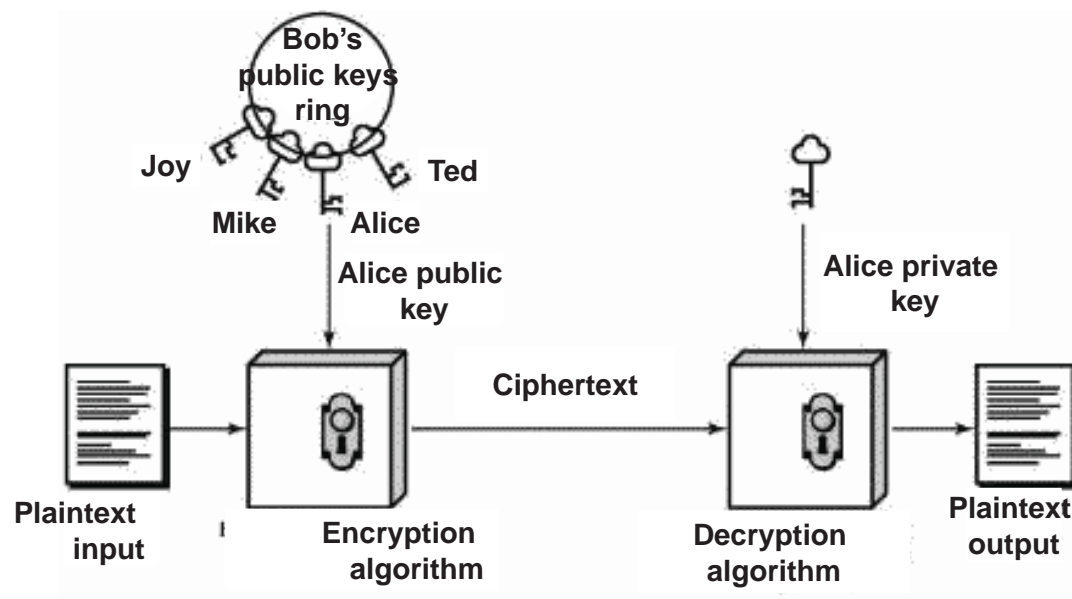 Bob's
public keys
ring
Joy
Ted
Mike
Alice
Alice public
key
Alice private
key
Ciphertext
Plaintext
input
Encryption
algorithm
Decryption
algorithm
Plaintext
output